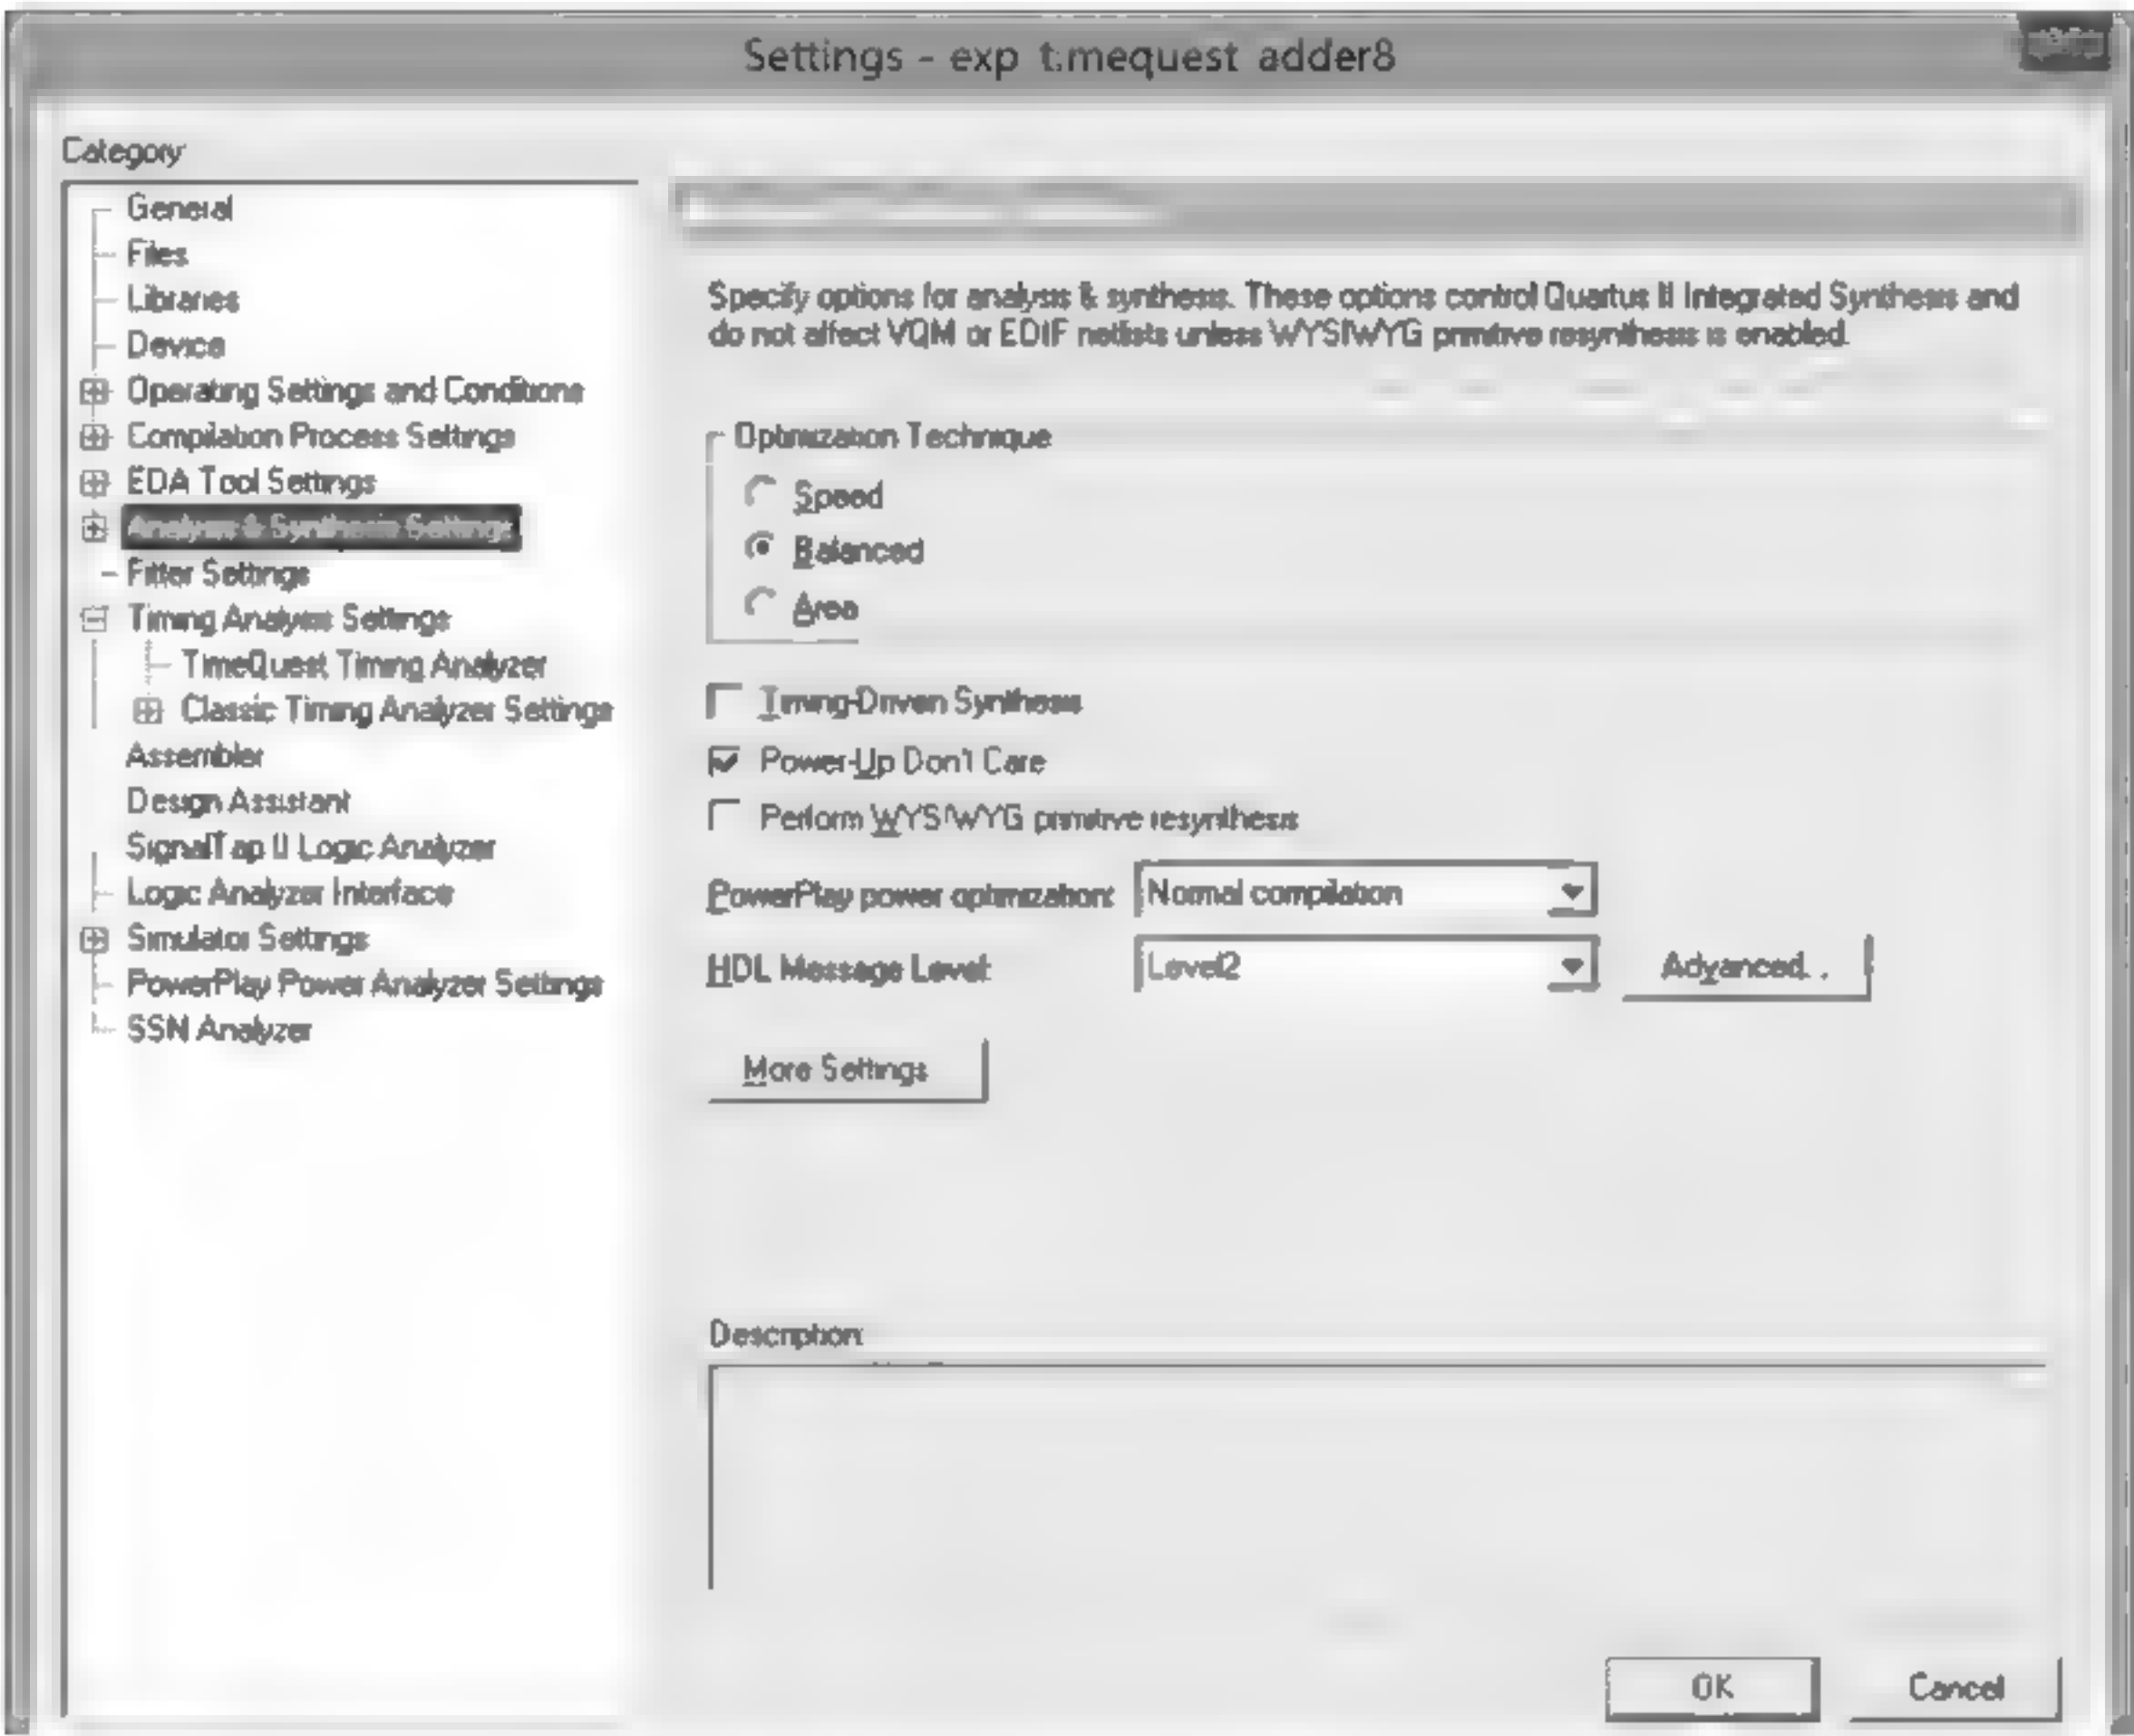 Settings - exp timequest adder8
Category:
General
Files
Libraries
Device
Operating Settings and Conditions
Compilation Process Settings
EDA Tool Settings
Analysis & Synthesis Settings
Fitter Settings
Timing Analysis Settings
TimeQuest Timing Analyzer
Classic Timing Analyzer Settings
Assembler
Design Assistant
SignalTap II Logic Analyzer
Logic Analyzer Interface
Simulator Settings
PowerPlay Power Analyzer Settings
SSN Analyzer
Specify options for analysis & synthesis. These options control Quartus II Integrated Synthesis and
do not affect VQM or EDIF netlists unless WYSIWYG primitive resynthesis is enabled.
Optimization Technique
Speed
Balanced
Area
Timing-Driven Synthesis
Power-Up Don't Care
Perform WYSIWYG primitive resynthesis
PowerPlay power optimization: Normal compilation
HDL Message Level: Level2 Advanced...
More Settings
Description:
OK Cancel